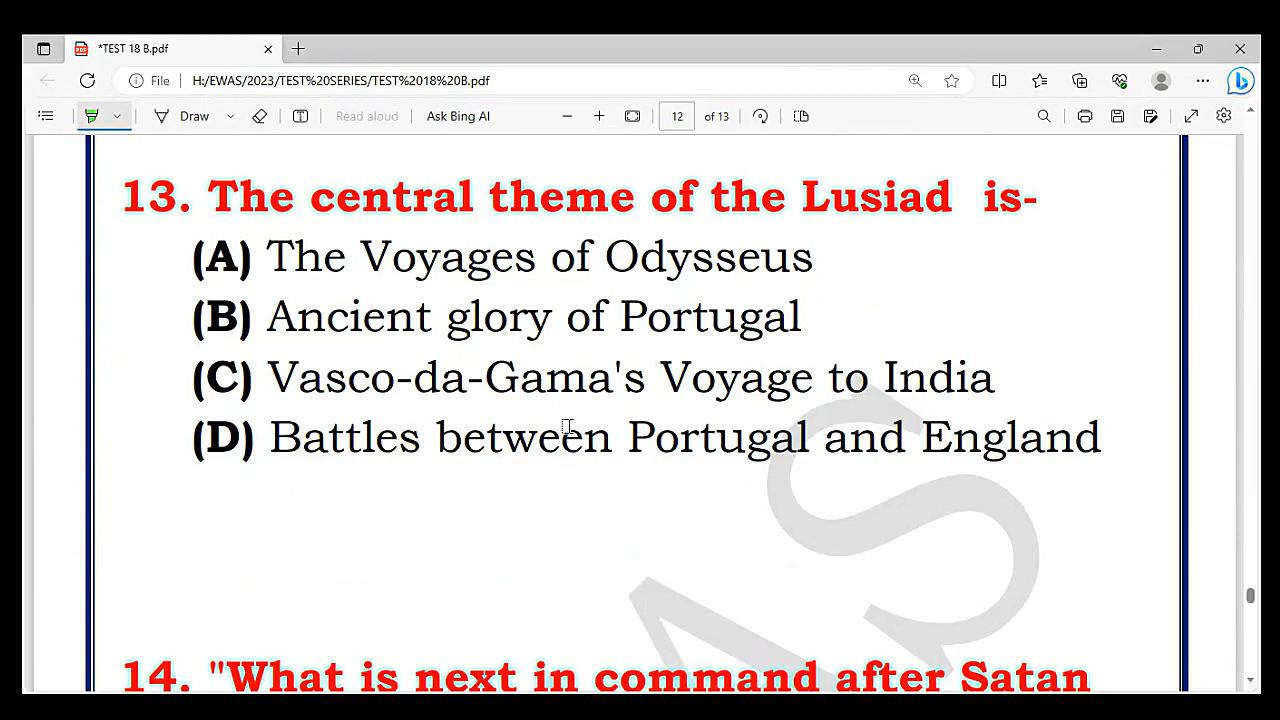 *TEST 18 B.pdf
File H:/EWAS/2023/TEST%20SERIES/TEST%2018%20B.pdf
Draw Read aloud Ask Bing AI 12 of 13
13. The central theme of the Lusiad is-
(A) The Voyages of Odysseus
(B) Ancient glory of Portugal
(C) Vasco-da-Gama's Voyage to India
(D) Battles between Portugal and England
14. "What is next in command after Satan